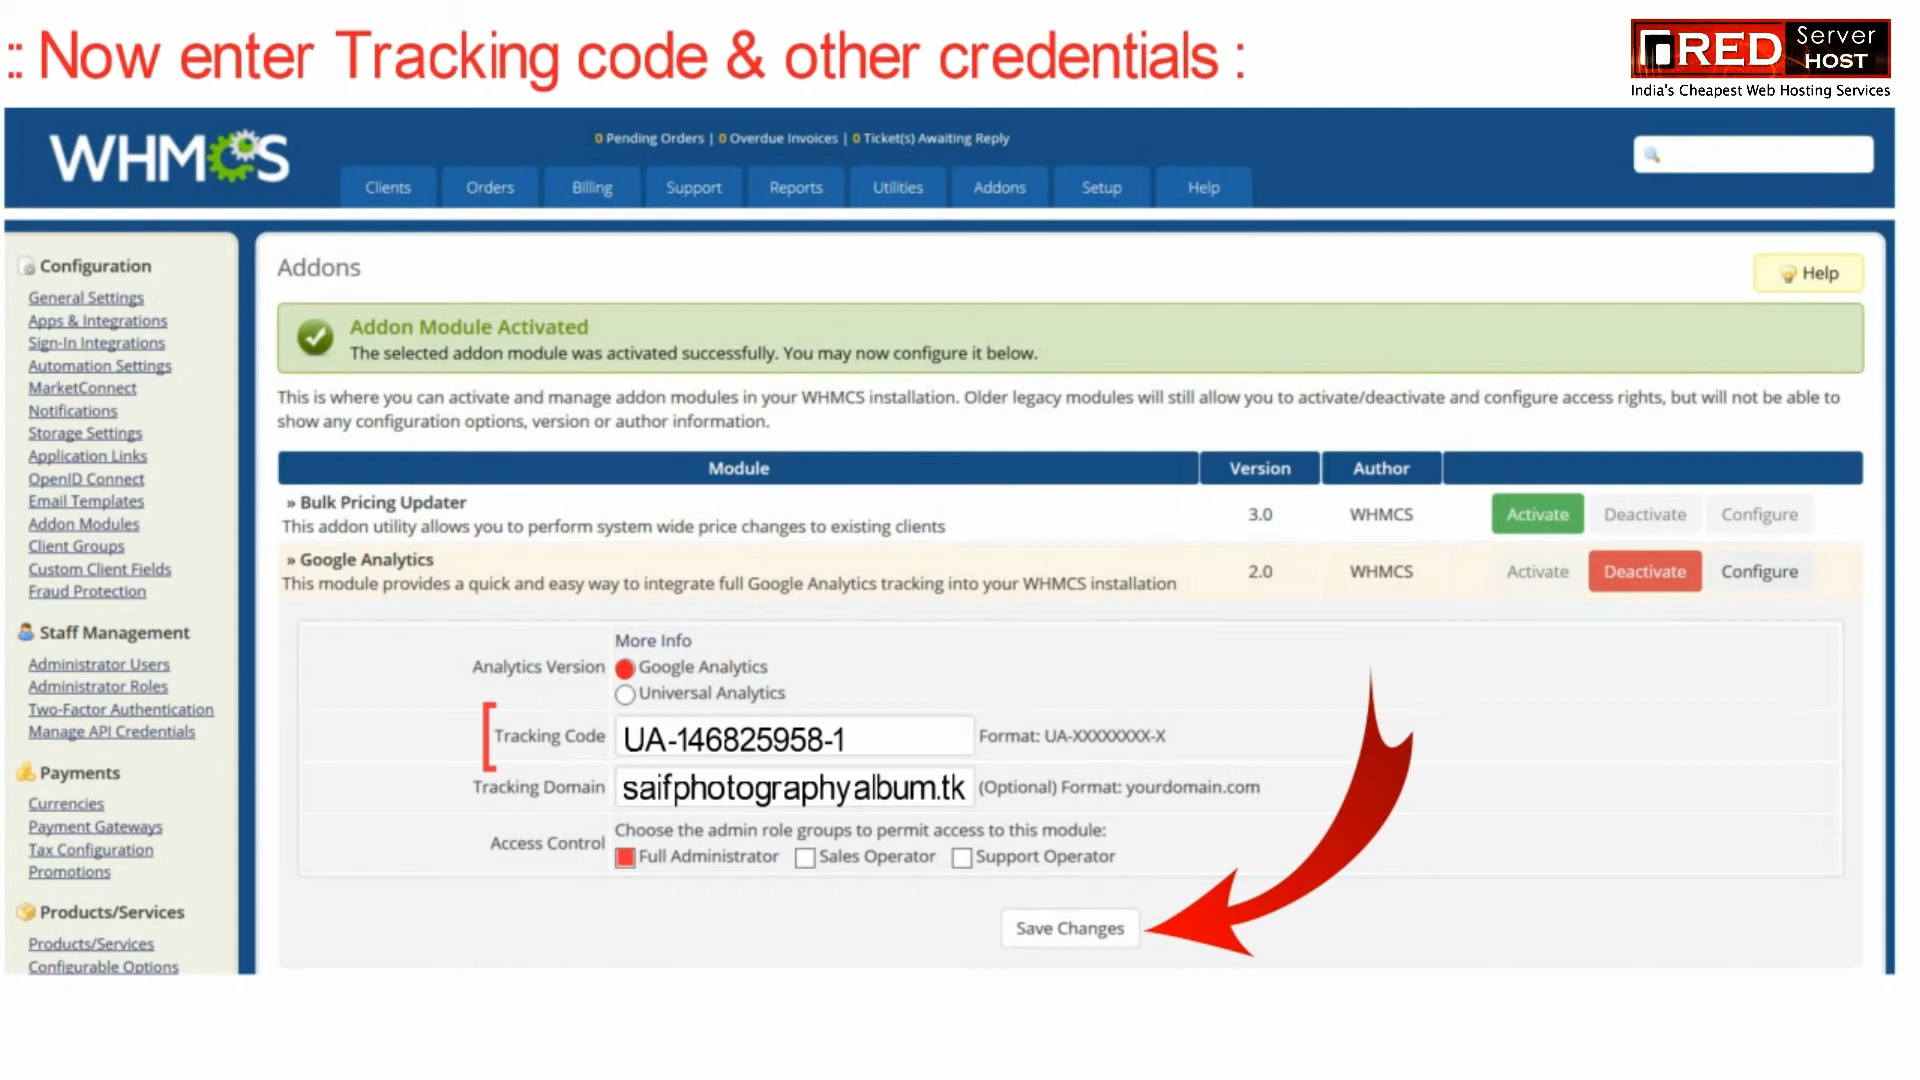 :: Now enter Tracking code & other credentials :
RED Server HOST
India's Cheapest Web Hosting Services
WHMCS
0 Pending Orders | 0 Overdue Invoices | 0 Ticket(s) Awaiting Reply
Clients Orders Billing Support Reports Utilities Addons Setup Help
Configuration
General Settings
Apps & Integrations
Sign-In Integrations
Automation Settings
MarketConnect
Notifications
Storage Settings
Application Links
OpenID Connect
Email Templates
Addon Modules
Client Groups
Custom Client Fields
Fraud Protection
Staff Management
Administrator Users
Administrator Roles
Two-Factor Authentication
Manage API Credentials
Payments
Currencies
Payment Gateways
Tax Configuration
Promotions
Products/Services
Products/Services
Configurable Options
Addons
Help
Addon Module Activated
The selected addon module was activated successfully. You may now configure it below.
This is where you can activate and manage addon modules in your WHMCS installation. Older legacy modules will still allow you to activate/deactivate and configure access rights, but will not be able to
show any configuration options, version or author information.
Module Version Author
» Bulk Pricing Updater
This addon utility allows you to perform system wide price changes to existing clients
3.0 WHMCS Activate Deactivate Configure
» Google Analytics
This module provides a quick and easy way to integrate full Google Analytics tracking into your WHMCS installation
2.0 WHMCS Activate Deactivate Configure
More Info
Analytics Version Google Analytics
Universal Analytics
Tracking Code UA-146825958-1 Format: UA-XXXXXXXX-X
Tracking Domain saifphotographyalbum.tk (Optional) Format: yourdomain.com
Choose the admin role groups to permit access to this module:
Access Control
Full Administrator Sales Operator Support Operator
Save Changes